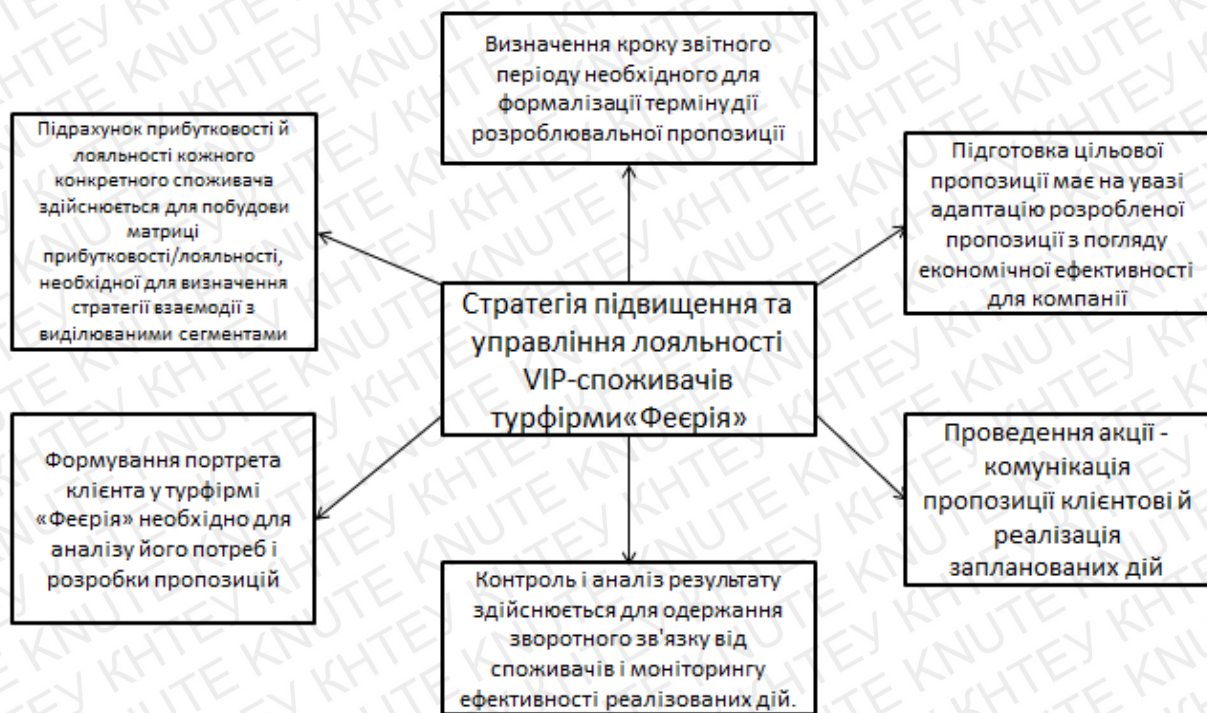 Визначення кроку звітного
періоду необхідного для
формалізації термінудії
розроблювальної пропозиції
Підрахунок прибутковості й
лояльності кожного
конкретного споживача
здійснюється для побудови
матриці
прибутковості/лояльності,
необхідної для визначення
стратегії взаємодії з
виділюваними сегментами
Підготовка цільової
пропозиції має на увазі
адаптацію розробленої
пропозиції з погляду
економічної ефективності
для компанії
Стратегія підвищення та
управління лояльності
VIP-споживачів
турфірми«Феєрія»
Формування портрета
клієнта у турфірмі
«Феєрія» необхідно для
аналізу його потреб і
розробки пропозицій
Проведення акції -
комунікація
пропозиції клієнтові й
реалізація
запланованих дій
Контроль і аналіз результату
здійснюється для одержання
зворотного зв'язку від
споживачів і моніторингу
ефективності реалізованих дій.
КНТЕУ KNUTE